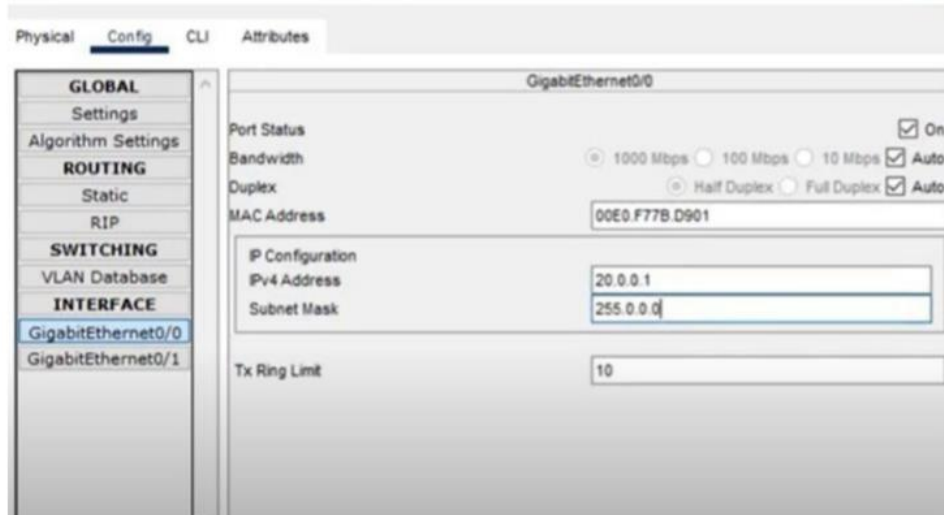 Physical Config CLI Attributes
GLOBAL
Settings
Algorithm Settings
ROUTING
Static
RIP
SWITCHING
VLAN Database
INTERFACE
GigabitEthernet0/0
GigabitEthernet0/1
GigabitEthernet0/0
Port Status On
Bandwidth 1000 Mbps 100 Mbps 10 Mbps Auto
Duplex Half Duplex Full Duplex Auto
MAC Address 00E0.F77B.D901
IP Configuration
IPv4 Address 20.0.0.1
Subnet Mask 255.0.0.0
Tx Ring Limit 10